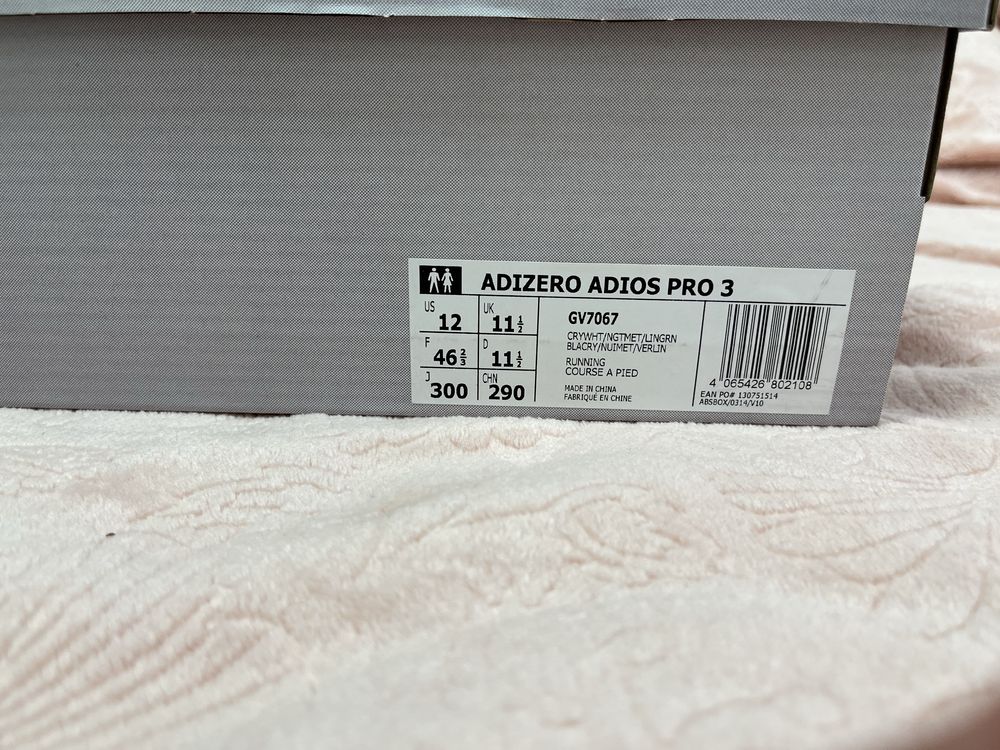 ADIZERO ADIOS PRO 3
US 12
UK 11½
F 46⅔
D 11½
J 300
CHN 290
GV7067
CRYWHT/NGTMET/LINGRN
BLACRY/NUIMET/VERLIN
RUNNING
COURSE A PIED
MADE IN CHINA
FABRIQUÉ EN CHINE
4 065426 802108
EAN PO# 130751514
ABSBOX/0314/V10